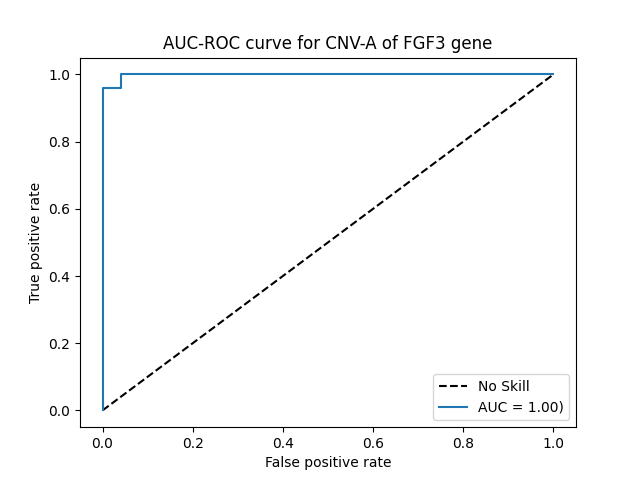 AUC-ROC curve for CNV-A of FGF3 gene
1.0
0.8
0.6
0.4
0.2
0.0
True positive rate
No Skill
AUC = 1.00)
0.0 0.2 0.4 0.6 0.8 1.0
False positive rate